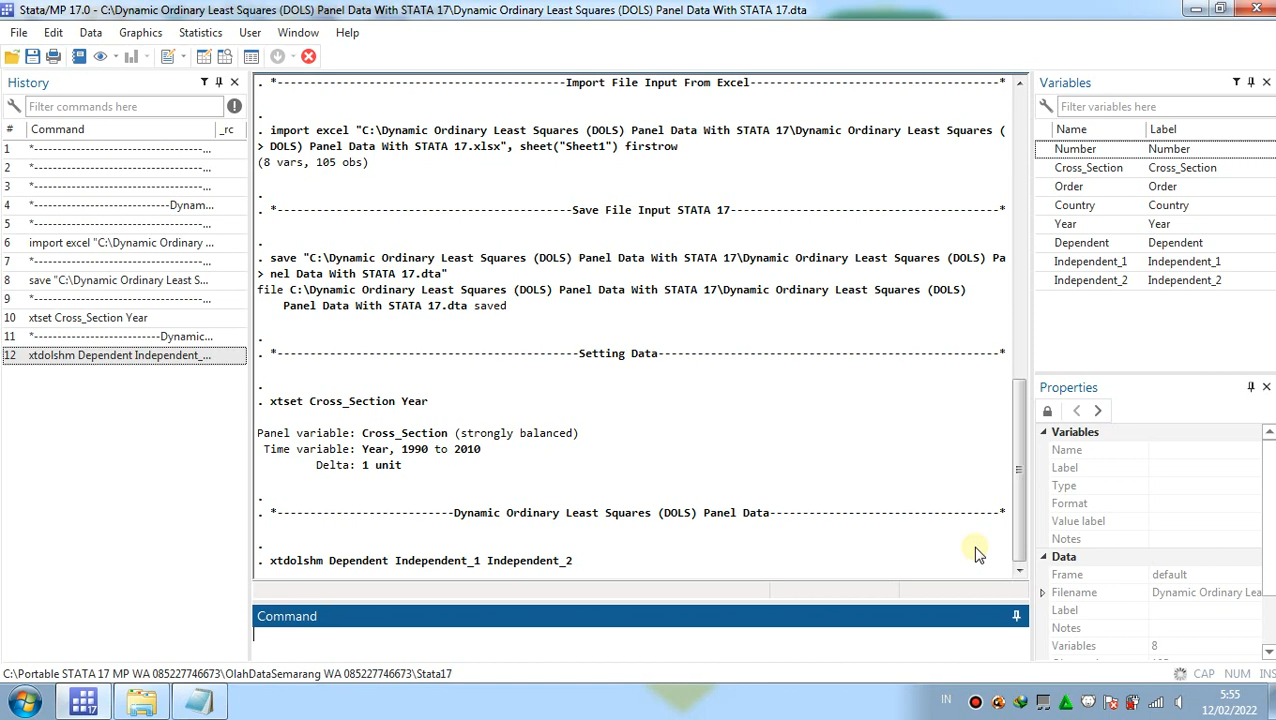 Stata/MP 17.0 - C:\Dynamic Ordinary Least Squares (DOLS) Panel Data With STATA 17\Dynamic Ordinary Least Squares (DOLS) Panel Data With STATA 17.dta
File Edit Data Graphics Statistics User Window Help
History
Filter commands here
# Command _rc
1 *-----------------------------------...
2 *-----------------------------------...
3 *-----------------------------------...
4 *----------------------------Dynam...
5 *-----------------------------------...
6 import excel "C:\Dynamic Ordinary ...
7 *-----------------------------------...
8 save "C:\Dynamic Ordinary Least S...
9 *-----------------------------------...
10 xtset Cross_Section Year
11 *--------------------------Dynamic...
12 xtdolshm Dependent Independent_...
. *--------------------------------------------Import File Input From Excel--------------------------------------*
.
. import excel "C:\Dynamic Ordinary Least Squares (DOLS) Panel Data With STATA 17\Dynamic Ordinary Least Squares (
> DOLS) Panel Data With STATA 17.xlsx", sheet("Sheet1") firstrow
(8 vars, 105 obs)
.
. *---------------------------------------------Save File Input STATA 17-----------------------------------------*
.
. save "C:\Dynamic Ordinary Least Squares (DOLS) Panel Data With STATA 17\Dynamic Ordinary Least Squares (DOLS) Pa
> nel Data With STATA 17.dta"
file C:\Dynamic Ordinary Least Squares (DOLS) Panel Data With STATA 17\Dynamic Ordinary Least Squares (DOLS)
Panel Data With STATA 17.dta saved
.
. *----------------------------------------------Setting Data----------------------------------------------------*
.
. xtset Cross_Section Year
Panel variable: Cross_Section (strongly balanced)
Time variable: Year, 1990 to 2010
Delta: 1 unit
.
. *---------------------------Dynamic Ordinary Least Squares (DOLS) Panel Data-----------------------------------*
.
. xtdolshm Dependent Independent_1 Independent_2
Command
Variables
Filter variables here
Name Label
Number Number
Cross_Section Cross_Section
Order Order
Country Country
Year Year
Dependent Dependent
Independent_1 Independent_1
Independent_2 Independent_2
Properties
Variables
Name
Label
Type
Format
Value label
Notes
Data
Frame default
Filename Dynamic Ordinary Lea
Label
Notes
Variables 8
C:\Portable STATA 17 MP WA 085227746673\OlahDataSemarang WA 085227746673\Stata17
CAP NUM INS
17
IN
5:55
12/02/2022